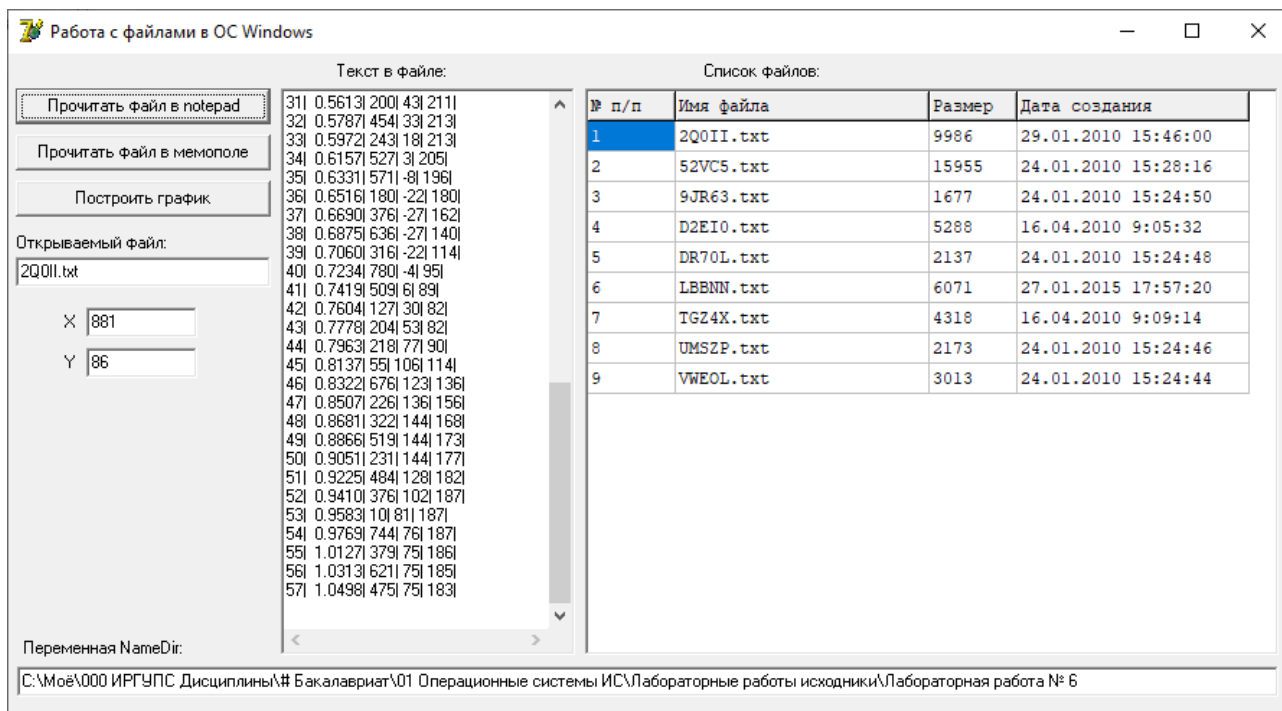 Работа с файлами в ОС Windows
Текст в файле:
Список файлов:
Прочитать файл в notepad
Прочитать файл в мемополе
Построить график
Открываемый файл:
2Q0II.txt
X 881
Y 86
31| 0.5613| 200| 43| 211|
32| 0.5787| 454| 33| 213|
33| 0.5972| 243| 18| 213|
34| 0.6157| 527| 3| 205|
35| 0.6331| 571| -8| 196|
36| 0.6516| 180| -22| 180|
37| 0.6690| 376| -27| 162|
38| 0.6875| 636| -27| 140|
39| 0.7060| 316| -22| 114|
40| 0.7234| 780| -4| 95|
41| 0.7419| 509| 6| 89|
42| 0.7604| 127| 30| 82|
43| 0.7778| 204| 53| 82|
44| 0.7963| 218| 77| 90|
45| 0.8137| 55| 106| 114|
46| 0.8322| 676| 123| 136|
47| 0.8507| 226| 136| 156|
48| 0.8681| 322| 144| 168|
49| 0.8866| 519| 144| 173|
50| 0.9051| 231| 144| 177|
51| 0.9225| 484| 128| 182|
52| 0.9410| 376| 102| 187|
53| 0.9583| 10| 81| 187|
54| 0.9769| 744| 76| 187|
55| 1.0127| 379| 75| 186|
56| 1.0313| 621| 75| 185|
57| 1.0498| 475| 75| 183|
№ п/п Имя файла Размер Дата создания
1 2Q0II.txt 9986 29.01.2010 15:46:00
2 52VC5.txt 15955 24.01.2010 15:28:16
3 9JR63.txt 1677 24.01.2010 15:24:50
4 D2EI0.txt 5288 16.04.2010 9:05:32
5 DR70L.txt 2137 24.01.2010 15:24:48
6 LBBNN.txt 6071 27.01.2015 17:57:20
7 TGZ4X.txt 4318 16.04.2010 9:09:14
8 UMSZP.txt 2173 24.01.2010 15:24:46
9 VWEOL.txt 3013 24.01.2010 15:24:44
Переменная NameDir:
C:\Моё\000 ИРГУПС Дисциплины\# Бакалавриат\01 Операционные системы ИС\Лабораторные работы исходники\Лабораторная работа № 6